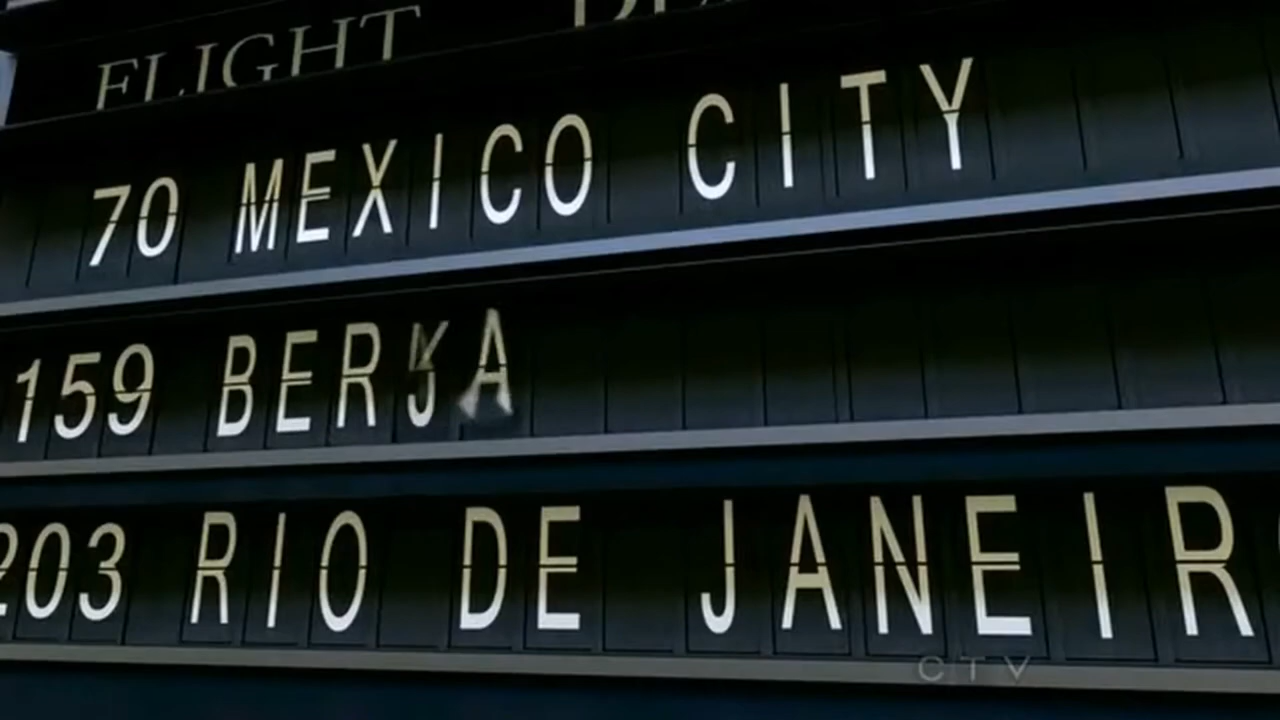 FLIGHT
70 MEXICO CITY
159 BER
203 RIO DE JANEIR
CTV